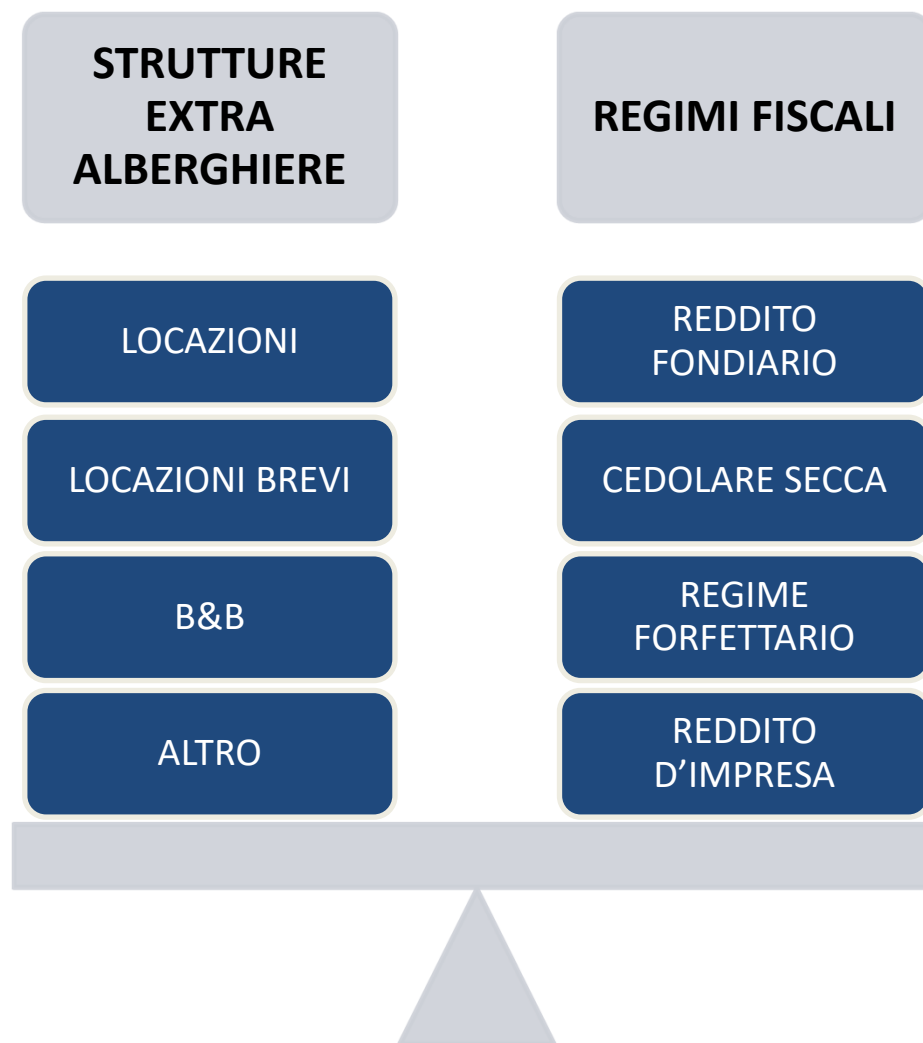 STRUTTURE
EXTRA
ALBERGHIERE
LOCAZIONI
LOCAZIONI BREVI
B&B
ALTRO
REGIMI FISCALI
REDDITO
FONDIARIO
CEDOLARE SECCA
REGIME
FORFETTARIO
REDDITO
D’IMPRESA